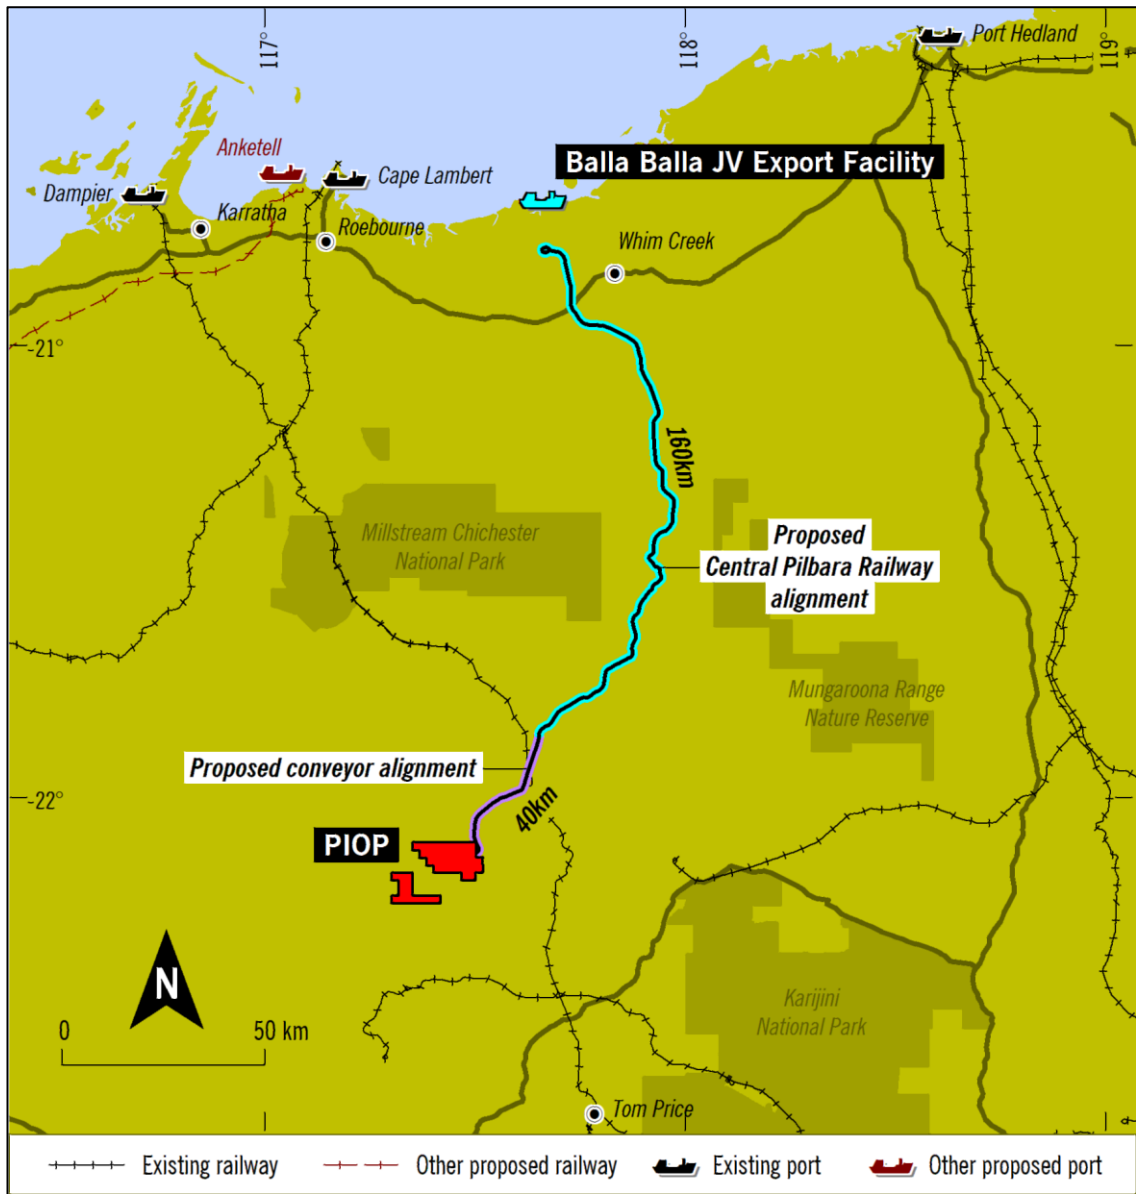 117°
118°
119°
Port Hedland
Anketell
Balla Balla JV Export Facility
Cape Lambert
Dampier
Karratha
Roebourne
Whim Creek
-21°
160km
Millstream Chichester
National Park
Proposed
Central Pilbara Railway
alignment
Mungaroona Range
Nature Reserve
Proposed conveyor alignment
-22°
40km
PIOP
N
0
50 km
Karijini
National Park
Tom Price
Existing railway
Other proposed railway
Existing port
Other proposed port